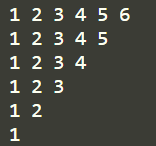 1 2 3 4 5 6
1 2 3 4 5
1 2 3 4
1 2 3
1 2
1